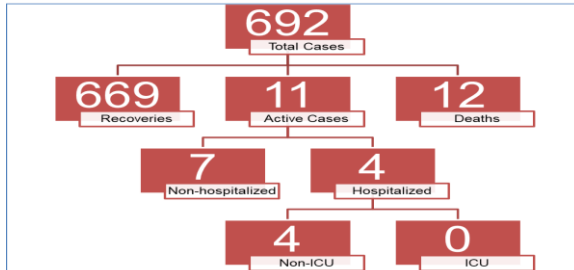 692
Total Cases
669
Recoveries
11
Active Cases
12
Deaths
7
Non-hospitalized
4
Hospitalized
4
Non-ICU
0
ICU